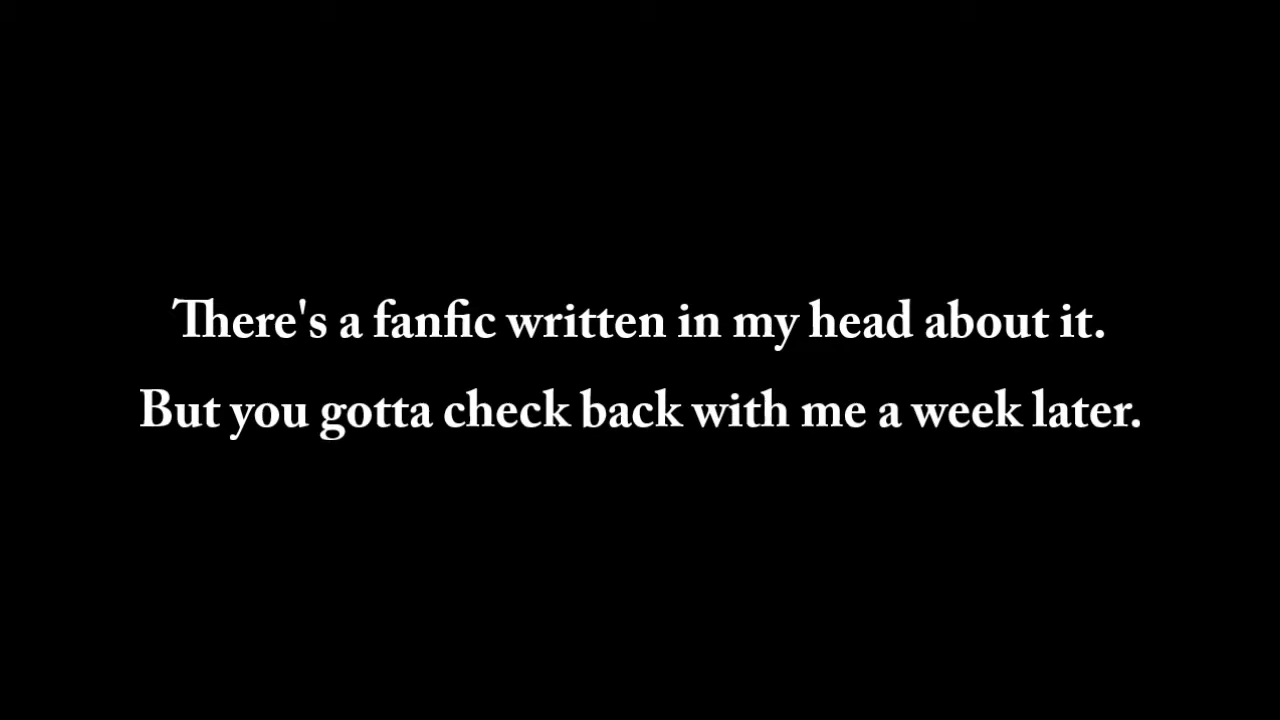 There's a fanfic written in my head about it.
But you gotta check back with me a week later.